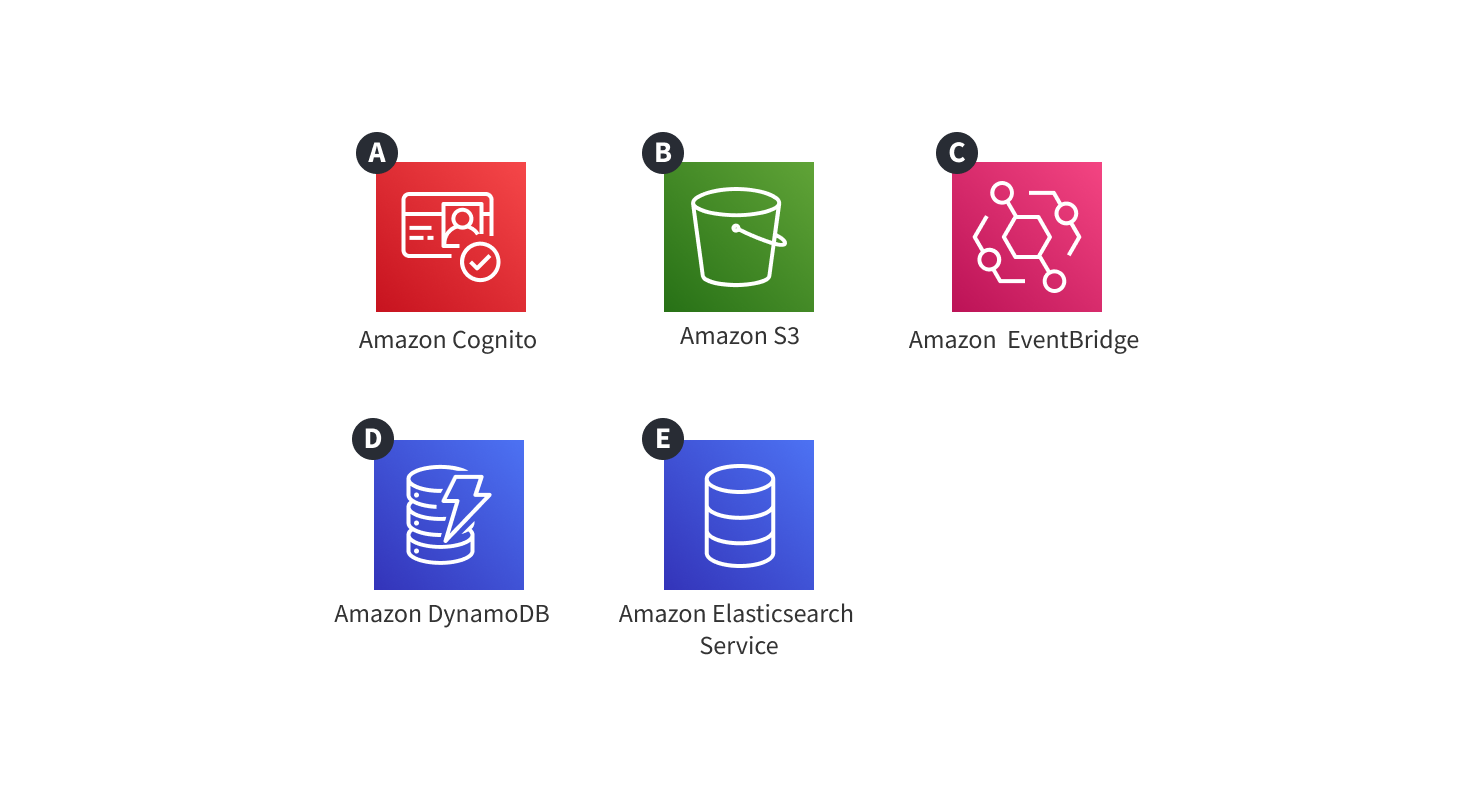 A
B
C
Amazon Cognito
Amazon S3
Amazon  EventBridge
D
E
Amazon DynamoDB
Amazon Elasticsearch
Service